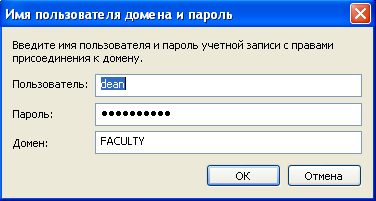 Имя пользователя домена и пароль
Введите имя пользователя и пароль учетной записи с правами
присоединения к домену.
Пользователь: dean
Пароль: ●●●●●●●●●●
Домен: FACULTY
OK Отмена